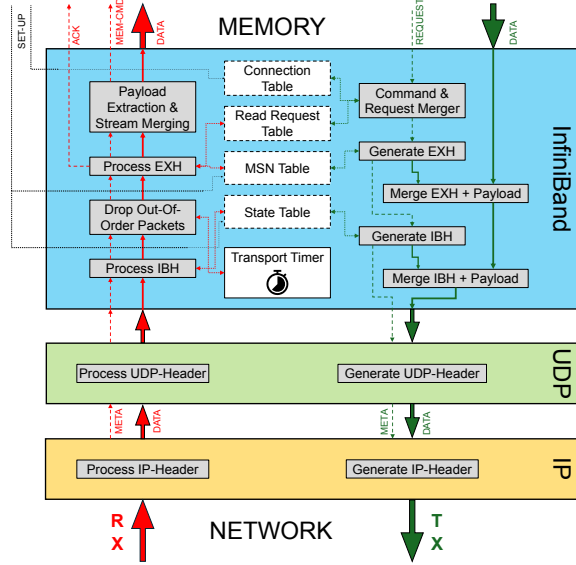 MEMORY
SET-UP
ACK
MEM-CMD
DATA
REQUEST
DATA
Payload
Extraction &
Stream Merging
Connection
Table
Command &
Request Merger
Read Request
Table
Process EXH
MSN Table
Generate EXH
Merge EXH + Payload
Drop Out-Of-
Order Packets
State Table
Generate IBH
Process IBH
Transport Timer
Merge IBH + Payload
InfiniBand
Process UDP-Header
Generate UDP-Header
UDP
META
DATA
META
DATA
Process IP-Header
Generate IP-Header
IP
R
X
NETWORK
T
X